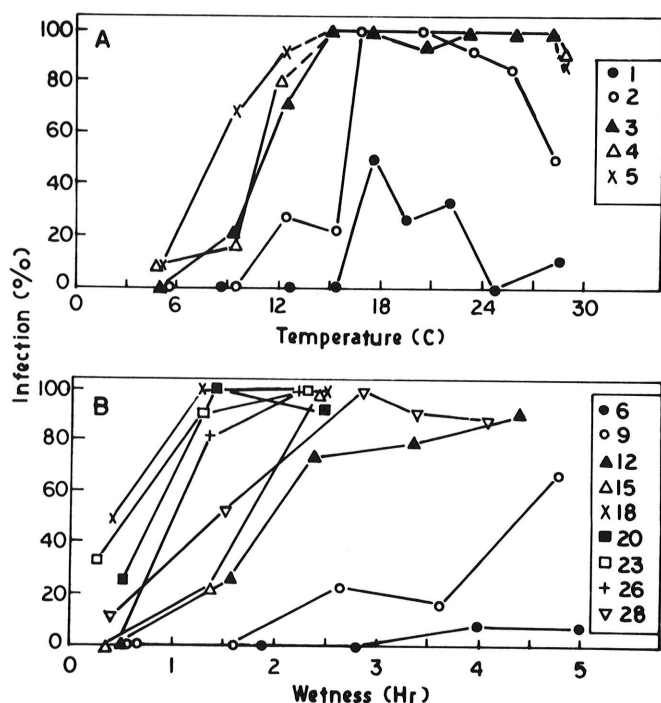 A
100
80
60
40
20
0
● 1
○ 2
▲ 3
△ 4
x 5
6 12 18 24 30
Temperature (C)
Infection (%)
B
100
80
60
40
20
0
● 6
○ 9
▲ 12
△ 15
x 18
■ 20
□ 23
+ 26
▽ 28
0 1 2 3 4 5
Wetness (Hr)